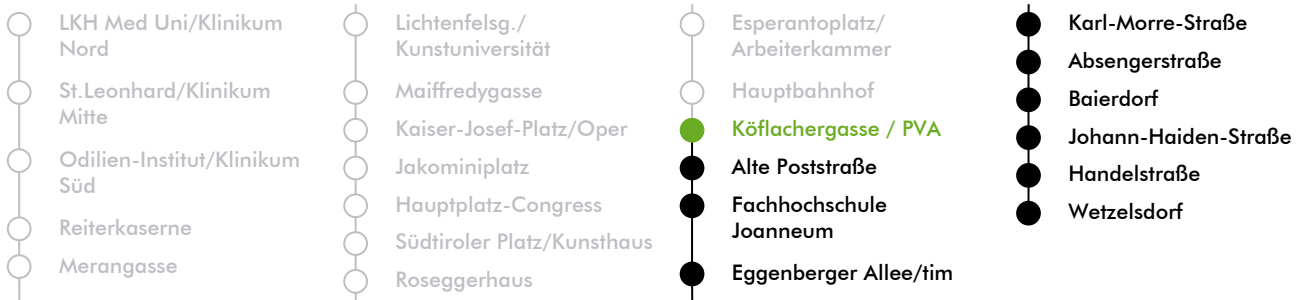 LKH Med Uni/Klinikum
Nord
St.Leonhard/Klinikum
Mitte
Odilien-Institut/Klinikum
Süd
Reiterkaserne
Merangasse
Lichtenfelsg./
Kunstuniversität
Maiffredygasse
Kaiser-Josef-Platz/Oper
Jakominiplatz
Hauptplatz-Congress
Südtiroler Platz/Kunsthaus
Roseggerhaus
Esperantoplatz/
Arbeiterkammer
Hauptbahnhof
Köflachergasse / PVA
Alte Poststraße
Fachhochschule
Joanneum
Eggenberger Allee/tim
Karl-Morre-Straße
Absengerstraße
Baierdorf
Johann-Haiden-Straße
Handelstraße
Wetzelsdorf